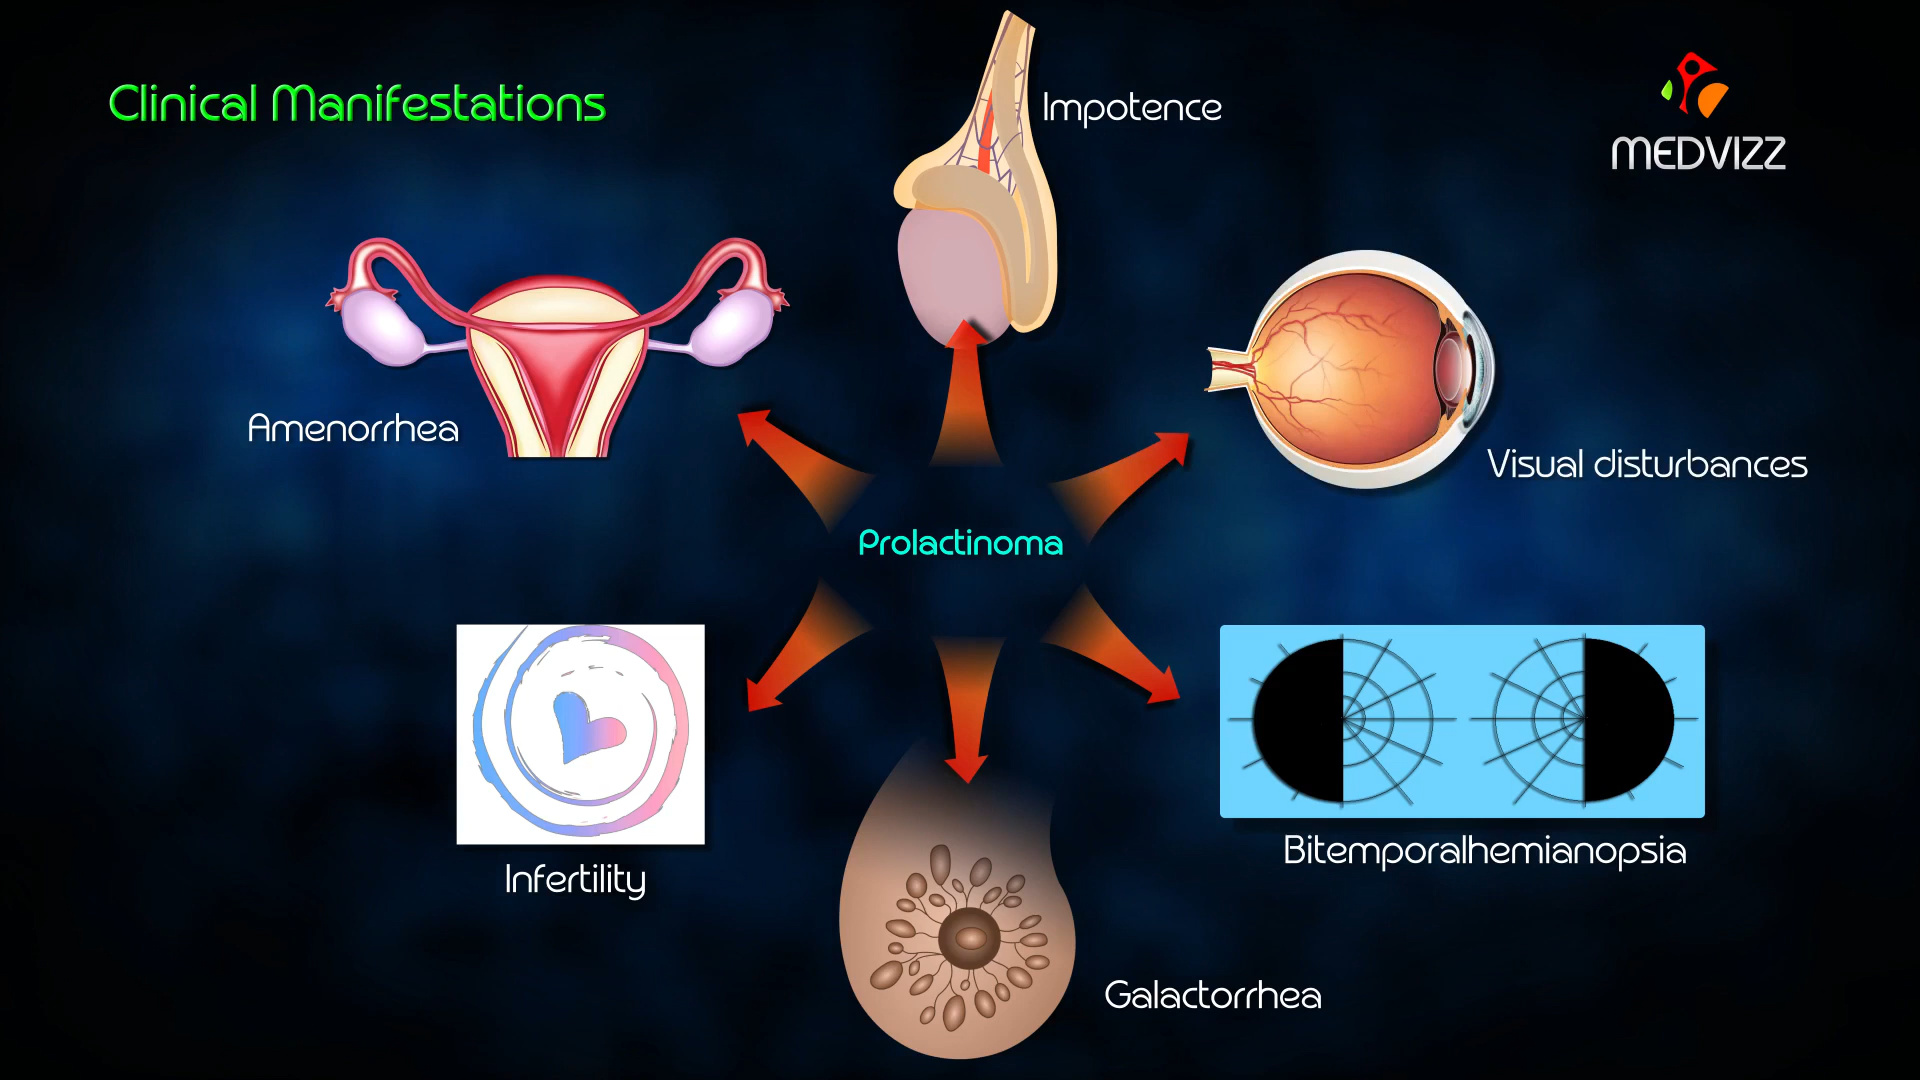 Clinical Manifestations
Impotence
MEDVIZZ
Amenorrhea
Visual disturbances
Prolactinoma
Infertility
Bitemporalhemianopsia
Galactorrhea